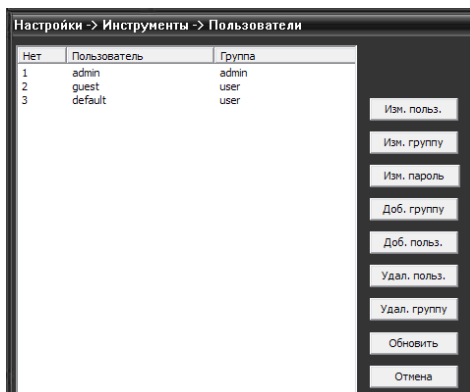 Настройки -> Инструменты -> Пользователи
Нет Пользователь Группа
1 admin admin
2 guest user
3 default user
Изм. польз.
Изм. группу
Изм. пароль
Доб. группу
Доб. польз.
Удал. польз.
Удал. группу
Обновить
Отмена